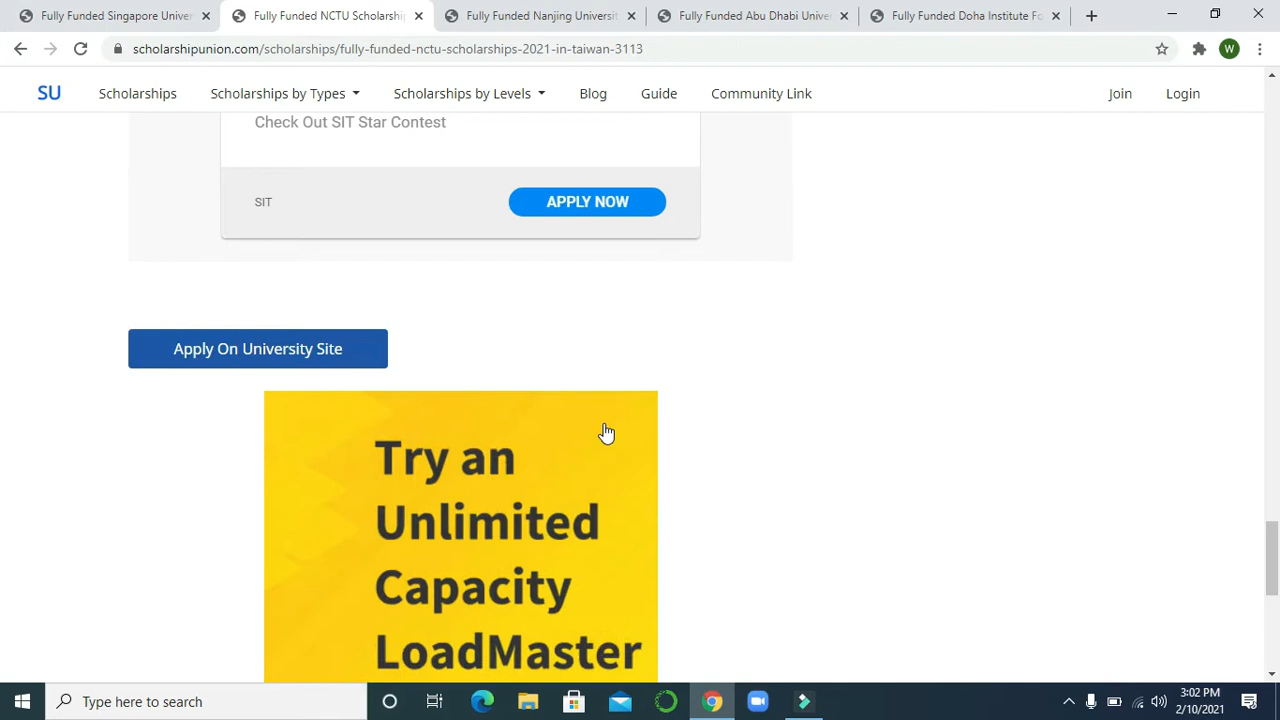 Fully Funded Singapore Univer
Fully Funded NCTU Scholarship
Fully Funded Nanjing Universit
Fully Funded Abu Dhabi Unive
Fully Funded Doha Institute Fo
scholarshipunion.com/scholarships/fully-funded-nctu-scholarships-2021-in-taiwan-3113
W
SU Scholarships Scholarships by Types Scholarships by Levels Blog Guide Community Link Join Login
Check Out SIT Star Contest
SIT APPLY NOW
Apply On University Site
Try an
Unlimited
Capacity
LoadMaster
Type here to search
3:02 PM
2/10/2021